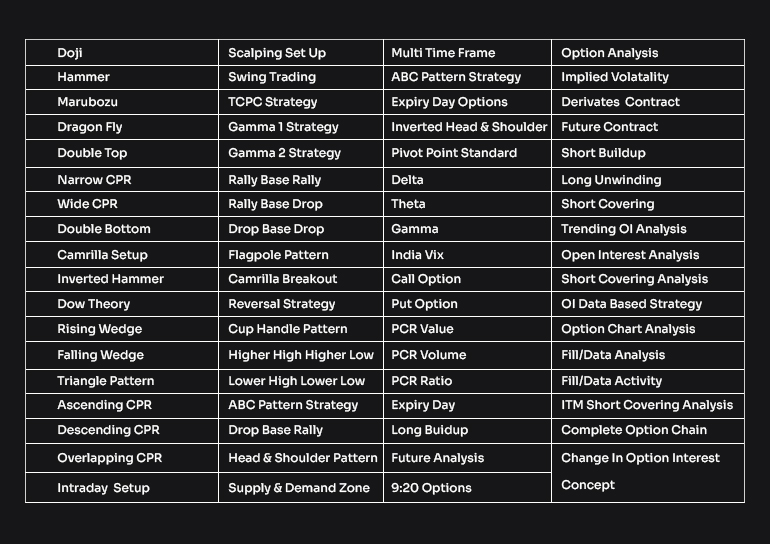 Doji Scalping Set Up Multi Time Frame Option Analysis
Hammer Swing Trading ABC Pattern Strategy Implied Volatality
Marubozu TCPC Strategy Expiry Day Options Derivates Contract
Dragon Fly Gamma 1 Strategy Inverted Head & Shoulder Future Contract
Double Top Gamma 2 Strategy Pivot Point Standard Short Buildup
Narrow CPR Rally Base Rally Delta Long Unwinding
Wide CPR Rally Base Drop Theta Short Covering
Double Bottom Drop Base Drop Gamma Trending OI Analysis
Camrilla Setup Flagpole Pattern India Vix Open Interest Analysis
Inverted Hammer Camrilla Breakout Call Option Short Covering Analysis
Dow Theory Reversal Strategy Put Option OI Data Based Strategy
Rising Wedge Cup Handle Pattern PCR Value Option Chart Analysis
Falling Wedge Higher High Higher Low PCR Volume Fill/Data Analysis
Triangle Pattern Lower High Lower Low PCR Ratio Fill/Data Activity
Ascending CPR ABC Pattern Strategy Expiry Day ITM Short Covering Analysis
Descending CPR Drop Base Rally Long Buidup Complete Option Chain
Overlapping CPR Head & Shoulder Pattern Future Analysis Change In Option Interest
Intraday Setup Supply & Demand Zone 9:20 Options Concept